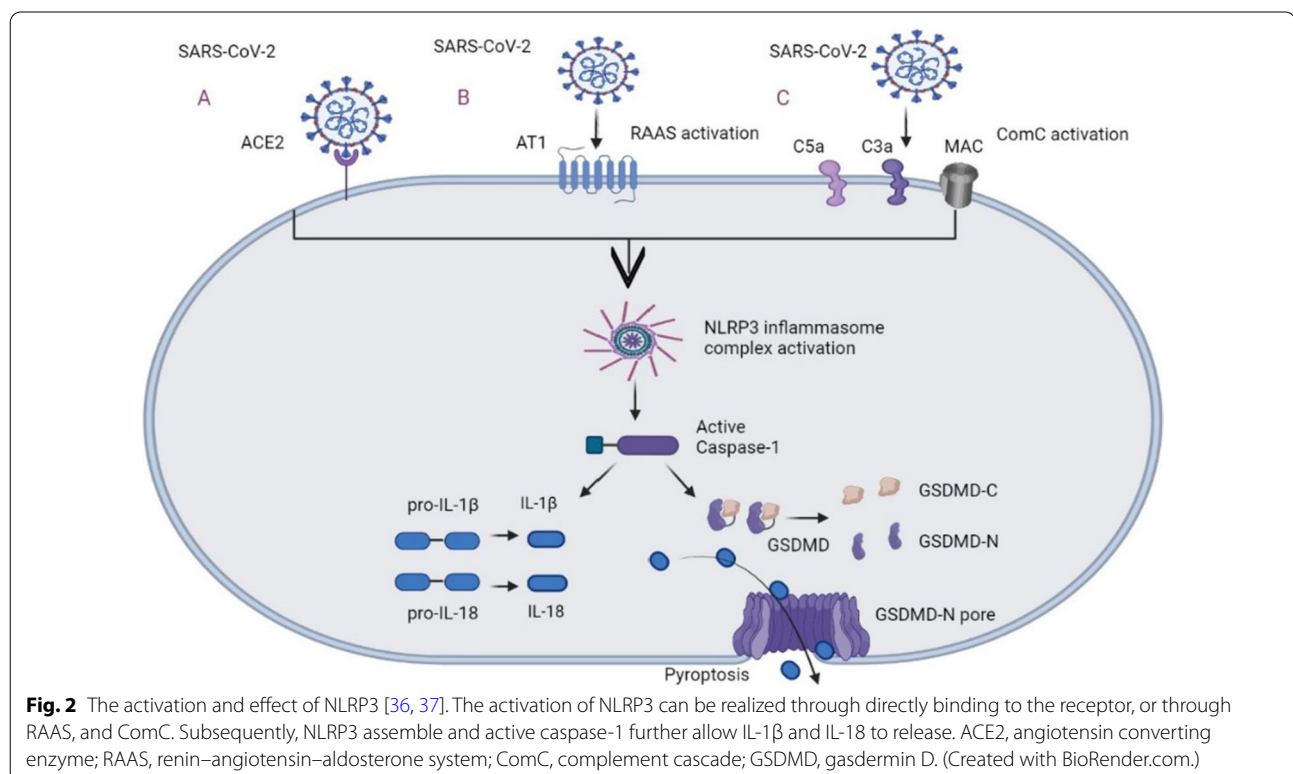 SARS-CoV-2
SARS-CoV-2
SARS-CoV-2
A
B
C
ACE2
AT1
RAAS activation
C5a
C3a
MAC
ComC activation
NLRP3 inflammasome
complex activation
Active
Caspase-1
pro-IL-1β
IL-1β
pro-IL-18
IL-18
GSDMD
GSDMD-C
GSDMD-N
GSDMD-N pore
Pyroptosis
Fig. 2 The activation and effect of NLRP3 [36, 37]. The activation of NLRP3 can be realized through directly binding to the receptor, or through
RAAS, and ComC. Subsequently, NLRP3 assemble and active caspase-1 further allow IL-1β and IL-18 to release. ACE2, angiotensin converting
enzyme; RAAS, renin–angiotensin–aldosterone system; ComC, complement cascade; GSDMD, gasdermin D. (Created with BioRender.com.)